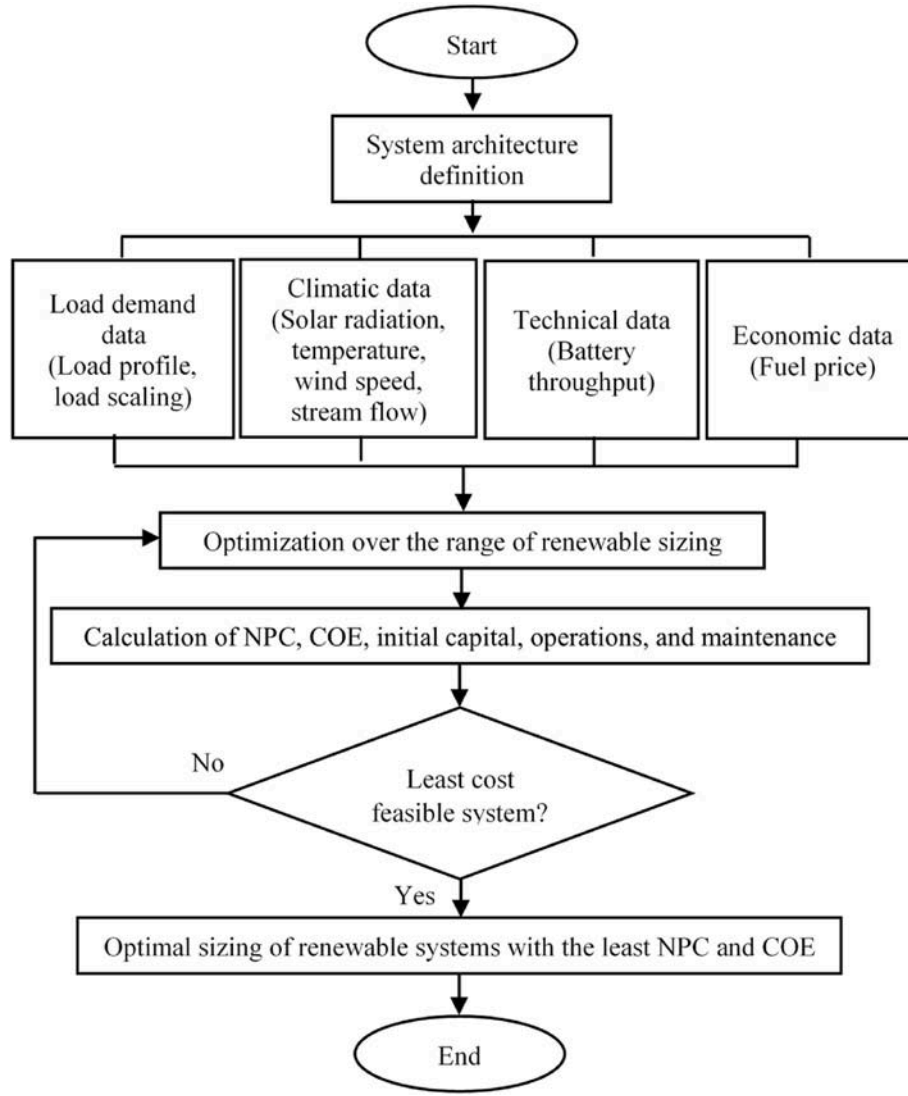 Start
System architecture
definition
Load demand
data
(Load profile,
load scaling)
Climatic data
(Solar radiation,
temperature,
wind speed,
stream flow)
Technical data
(Battery
throughput)
Economic data
(Fuel price)
Optimization over the range of renewable sizing
Calculation of NPC, COE, initial capital, operations, and maintenance
No
Least cost
feasible system?
Yes
Optimal sizing of renewable systems with the least NPC and COE
End